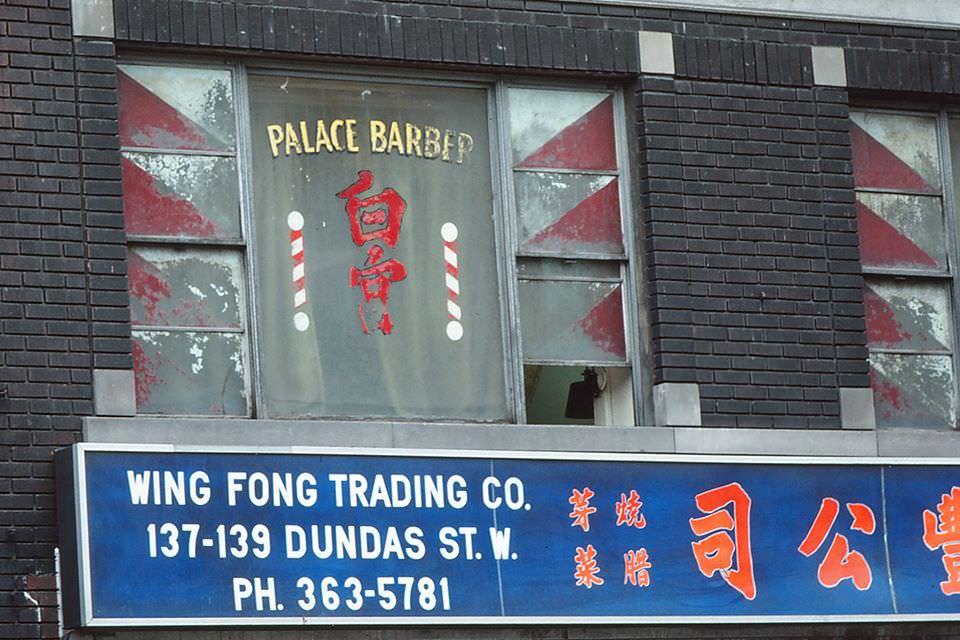 PALACE BARBER
白宮
WING FONG TRADING CO.
137-139 DUNDAS ST. W.
PH. 363-5781
燒腊
芽菜
豐公司